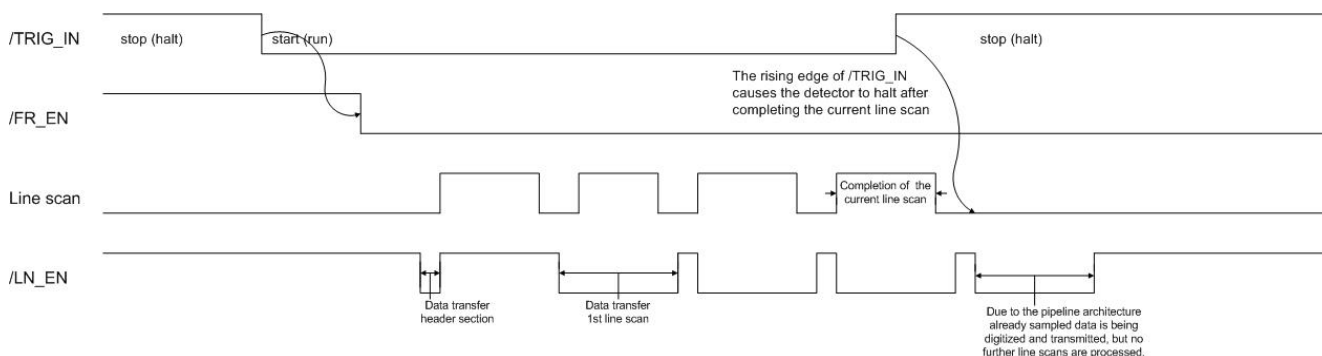 /TRIG_IN
stop (halt)
start (run)
stop (halt)
The rising edge of /TRIG_IN
causes the detector to halt after
completing the current line scan
/FR_EN
Line scan
Completion of the
current line scan
/LN_EN
Data transfer
header section
Data transfer
1st line scan
Due to the pipeline architecture
already sampled data is being
digitized and transmitted, but no
further line scans are processed.